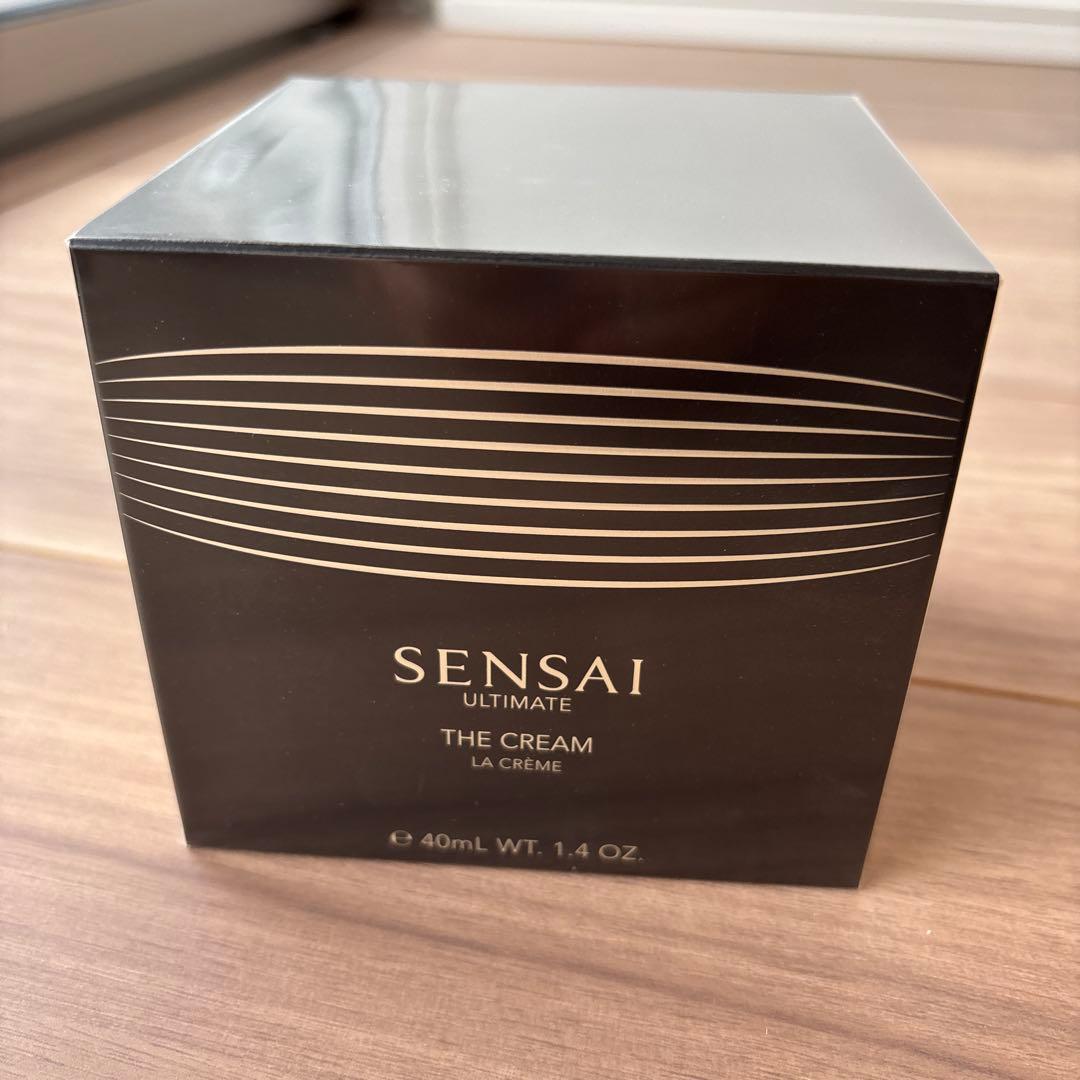 SENSAI
ULTIMATE
THE CREAM
LA CRÈME
℮ 40mL WT. 1.4 OZ.